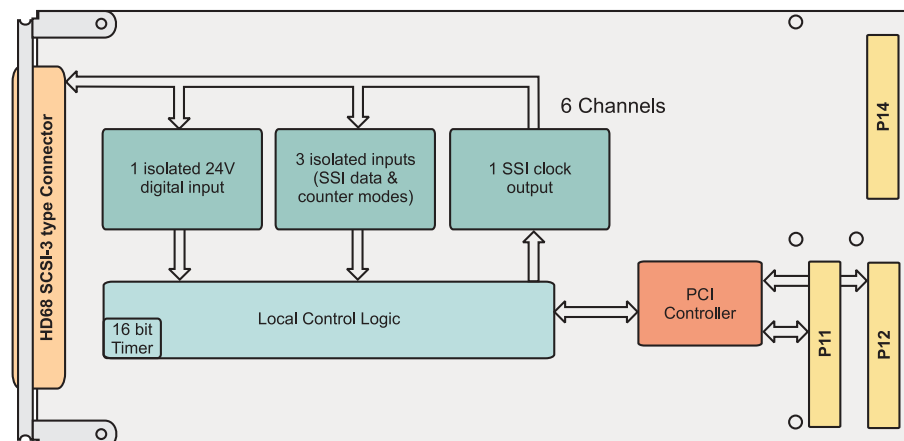 HD68 SCSI-3 type Connector
6 Channels
1 isolated 24V
digital input
3 isolated inputs
(SSI data &
counter modes)
1 SSI clock
output
Local Control Logic
16 bit
Timer
PCI
Controller
P14
P11
P12